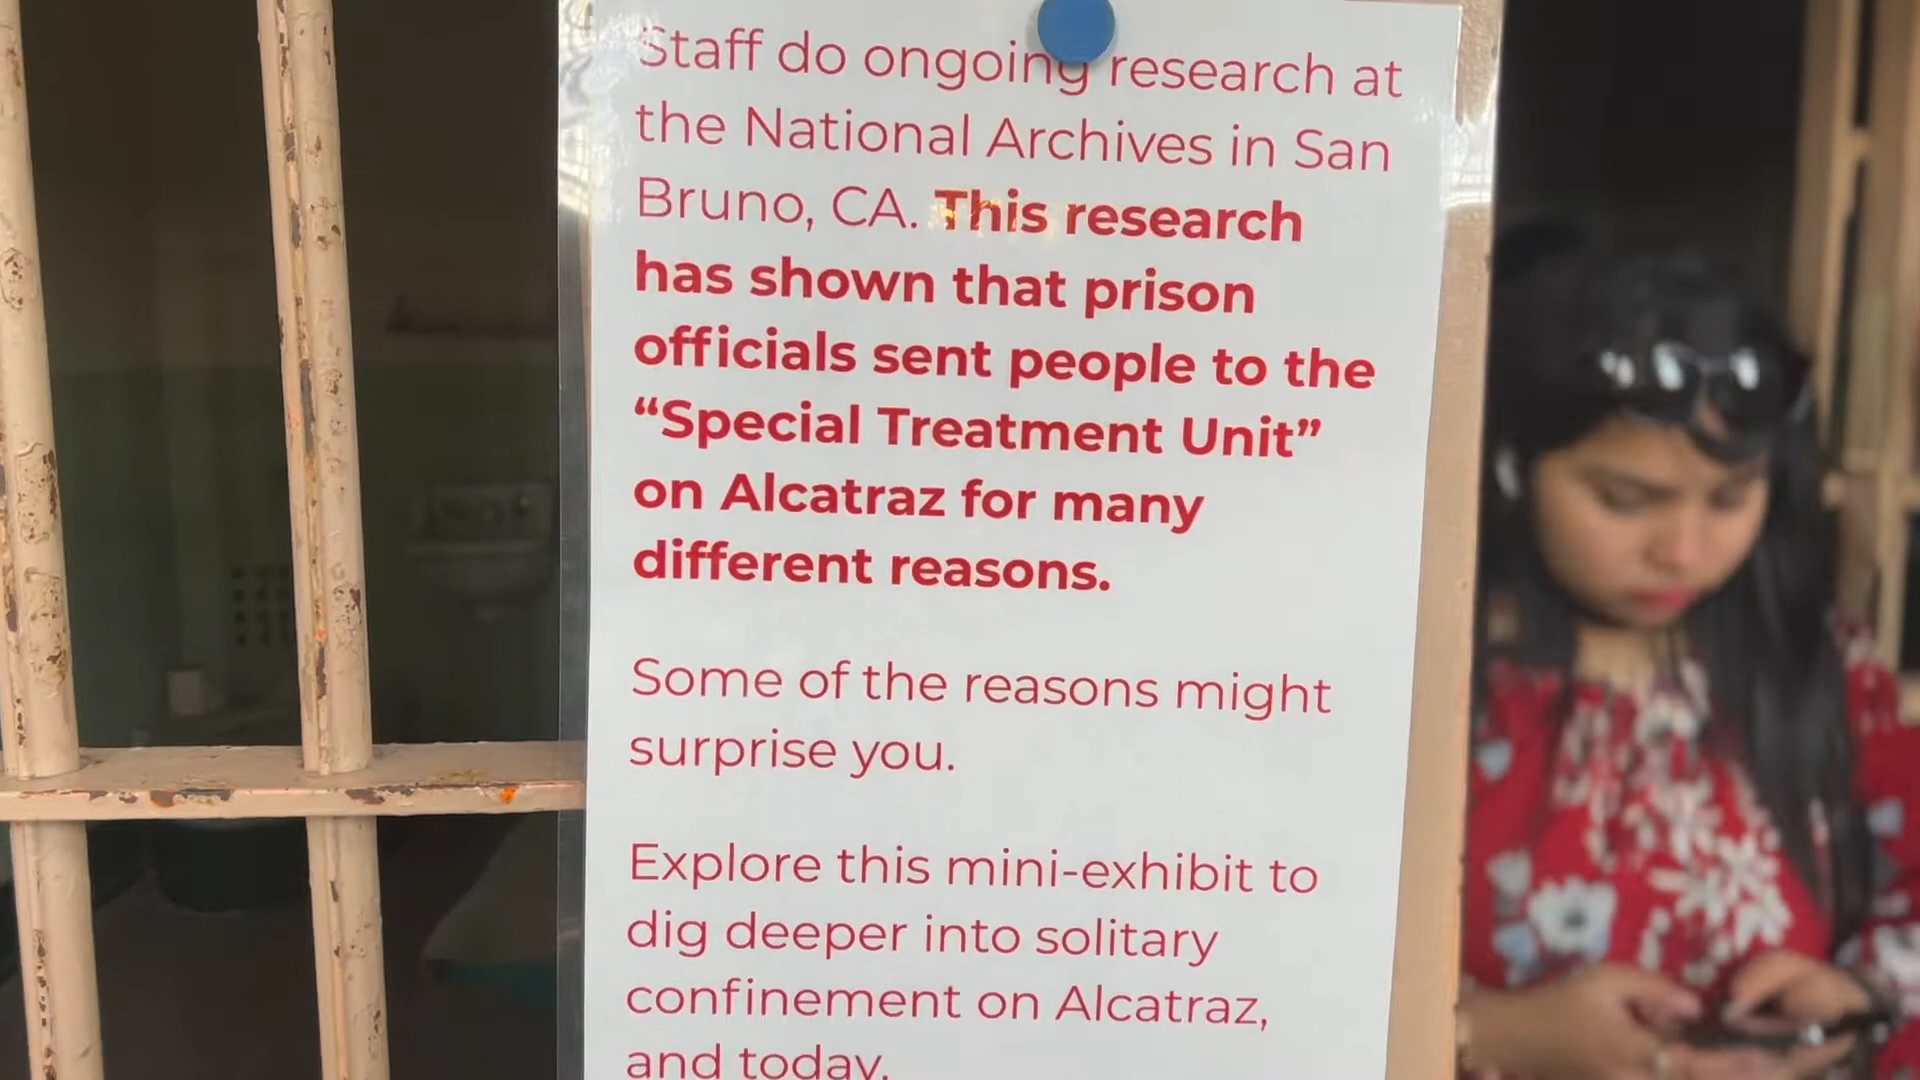 Staff do ongoing research at
the National Archives in San
Bruno, CA. This research
has shown that prison
officials sent people to the
“Special Treatment Unit”
on Alcatraz for many
different reasons.
Some of the reasons might
surprise you.
Explore this mini-exhibit to
dig deeper into solitary
confinement on Alcatraz,
and today.